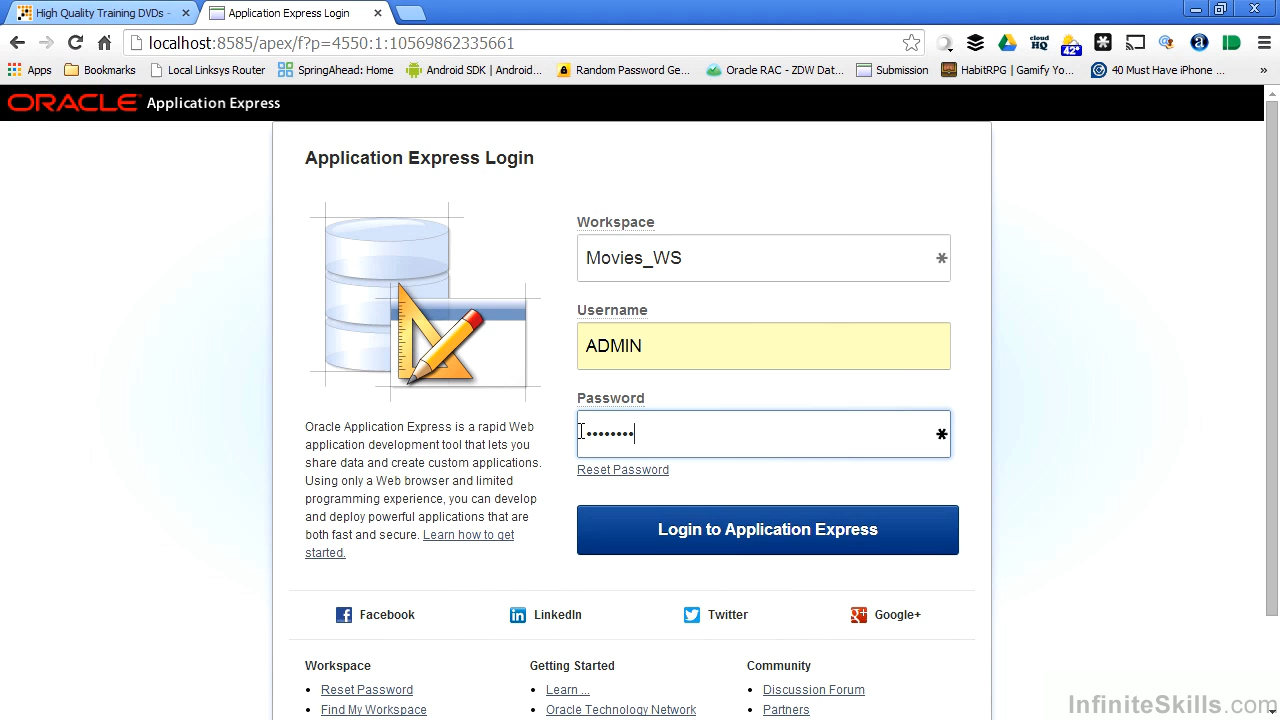 High Quality Training DVDs -
Application Express Login
localhost:8585/apex/f?p=4550:1:10569862335661
42°
Apps
Bookmarks
Local Linksys Router
SpringAhead: Home
Android SDK | Android...
Random Password Ge...
Oracle RAC - ZDW Dat...
Submission
HabitRPG | Gamify Yo...
40 Must Have iPhone ...
»
ORACLE Application Express
Application Express Login
Workspace
Movies_WS
Username
ADMIN
Password
••••••••
Reset Password
Login to Application Express
Oracle Application Express is a rapid Web
application development tool that lets you
share data and create custom applications.
Using only a Web browser and limited
programming experience, you can develop
and deploy powerful applications that are
both fast and secure. Learn how to get
started.
Facebook
LinkedIn
Twitter
Google+
Workspace
• Reset Password
• Find My Workspace
Getting Started
• Learn ...
• Oracle Technology Network
Community
• Discussion Forum
• Partners
InfiniteSkills.com